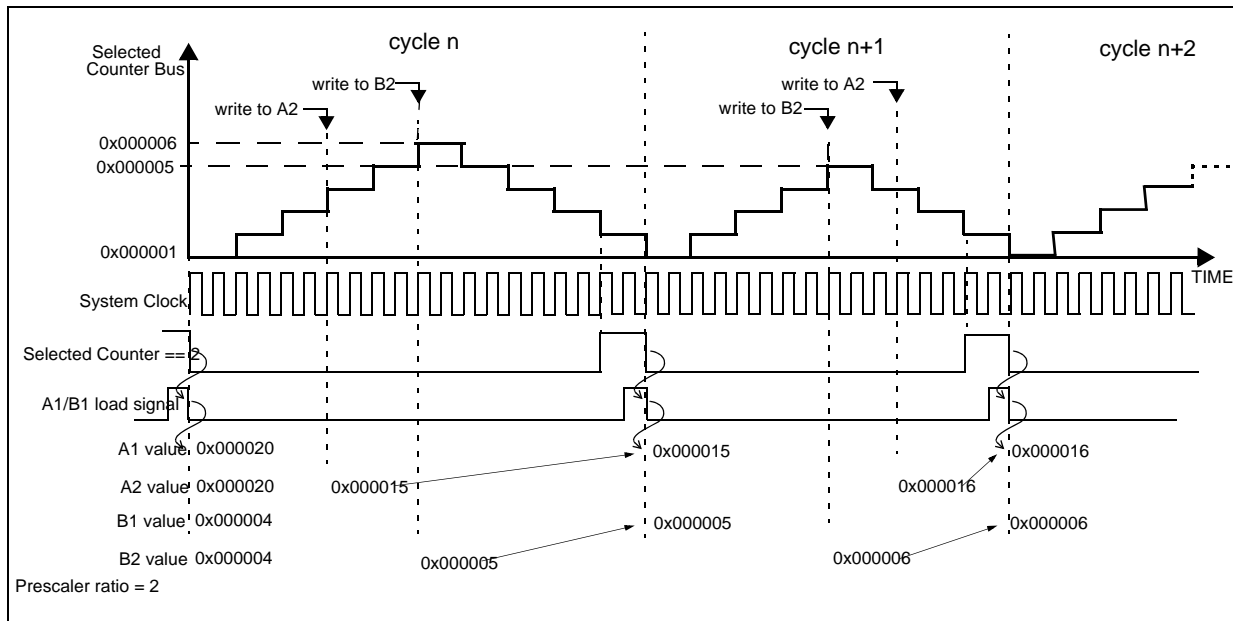 cycle n
cycle n+1
cycle n+2
Selected
Counter Bus
write to B2
write to A2
write to A2
write to B2
0x000006
0x000005
0x000001
TIME
System Clock
Selected Counter == 2
A1/B1 load signal
A1 value 0x000020 0x000015 0x000016
A2 value 0x000020 0x000015 0x000016
B1 value 0x000004 0x000005 0x000006
B2 value 0x000004 0x000005 0x000006
Prescaler ratio = 2